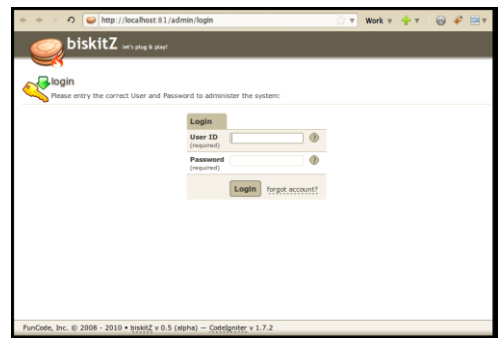 http://localhost:81/admin/login
Work
biskitZ let's plug & play!
login
Please entry the correct User and Password to administer the system:
Login
User ID
(required)
Password
(required)
Login forgot account?
FunCode, Inc. © 2008 - 2010 • biskitZ v 0.5 (alpha) — CodeIgniter v 1.7.2